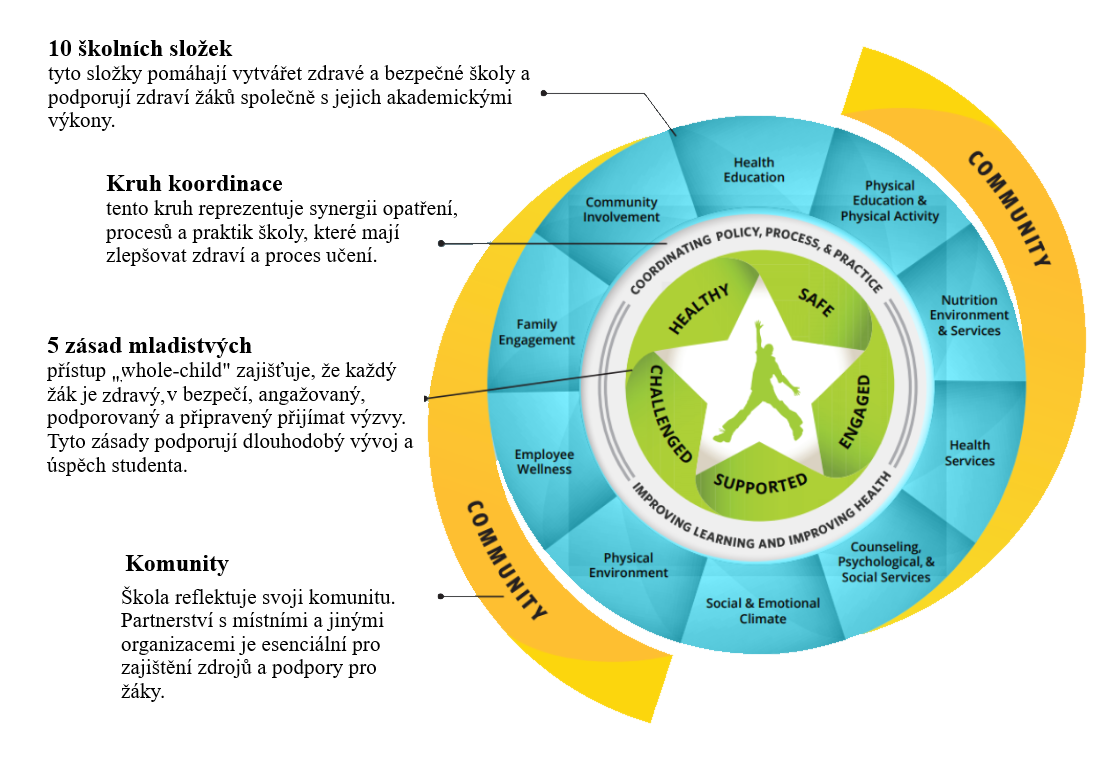 10 školních složek
tyto složky pomáhají vytvářet zdravé a bezpečné školy a
podporují zdraví žáků společně s jejich akademickými
výkony.
Kruh koordinace
tento kruh reprezentuje synergii opatření,
procesů a praktik školy, které mají
zlepšovat zdraví a proces učení.
5 zásad mladistvých
přístup „whole-child" zajišťuje, že každý
žák je zdravý, v bezpečí, angažovaný,
podporovaný a připravený přijímat výzvy.
Tyto zásady podporují dlouhodobý vývoj a
úspěch studenta.
Komunity
Škola reflektuje svoji komunitu.
Partnerství s místními a jinými
organizacemi je esenciální pro
zajištění zdrojů a podpory pro
žáky.
COMMUNITY
Health
Education
Physical
Education &
Physical Activity
Nutrition
Environment
& Services
Health
Services
Counseling,
Psychological, &
Social Services
Social & Emotional
Climate
Physical
Environment
Employee
Wellness
Family
Engagement
Community
Involvement
COORDINATING POLICY, PROCESS, & PRACTICE
IMPROVING LEARNING AND IMPROVING HEALTH
HEALTHY
SAFE
ENGAGED
SUPPORTED
CHALLENGED
COMMUNITY